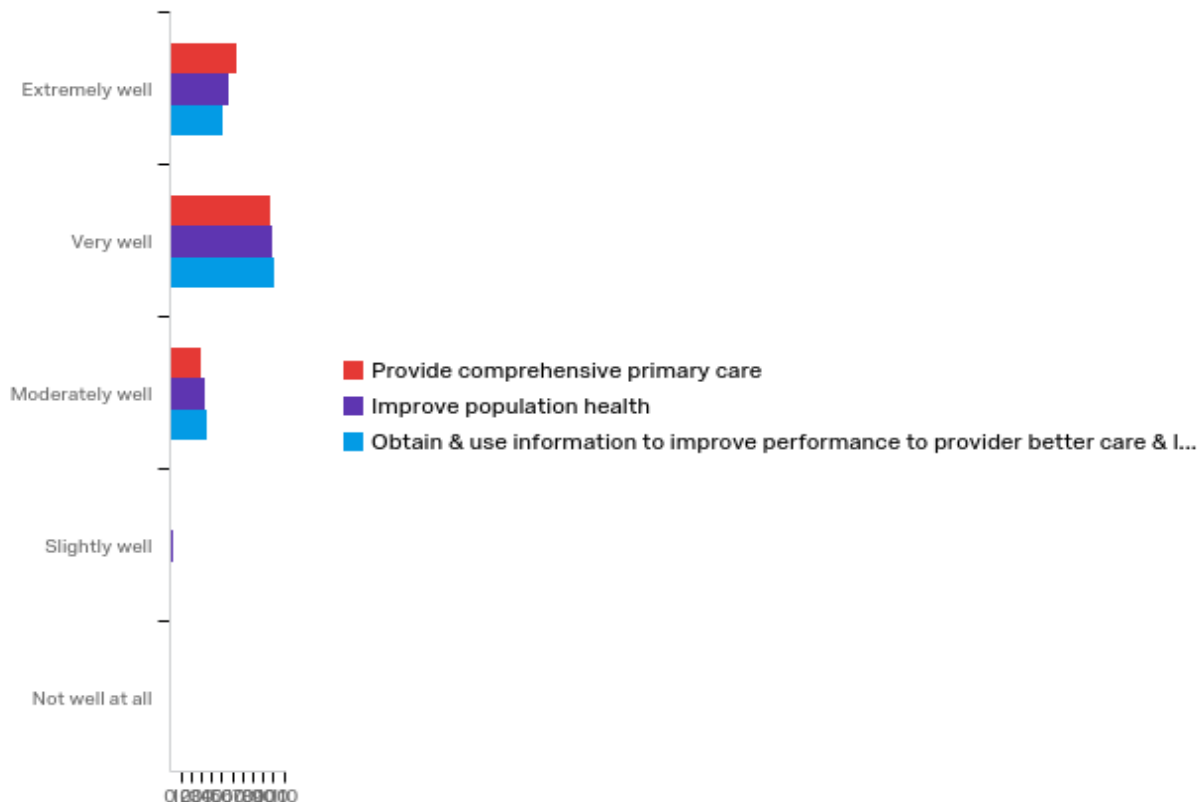 Extremely well
Very well
Moderately well
Provide comprehensive primary care
Improve population health
Obtain & use information to improve performance to provider better care & l...
Slightly well
Not well at all